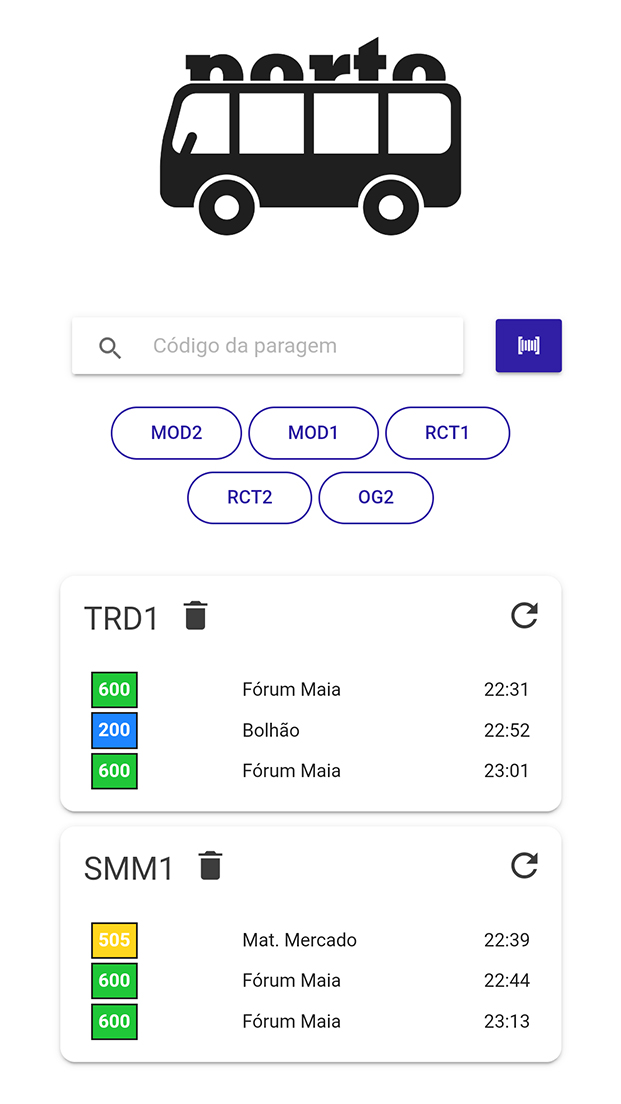 porto
Código da paragem
MOD2 MOD1 RCT1
RCT2 OG2
TRD1
600 Fórum Maia 22:31
200 Bolhão 22:52
600 Fórum Maia 23:01
SMM1
505 Mat. Mercado 22:39
600 Fórum Maia 22:44
600 Fórum Maia 23:13